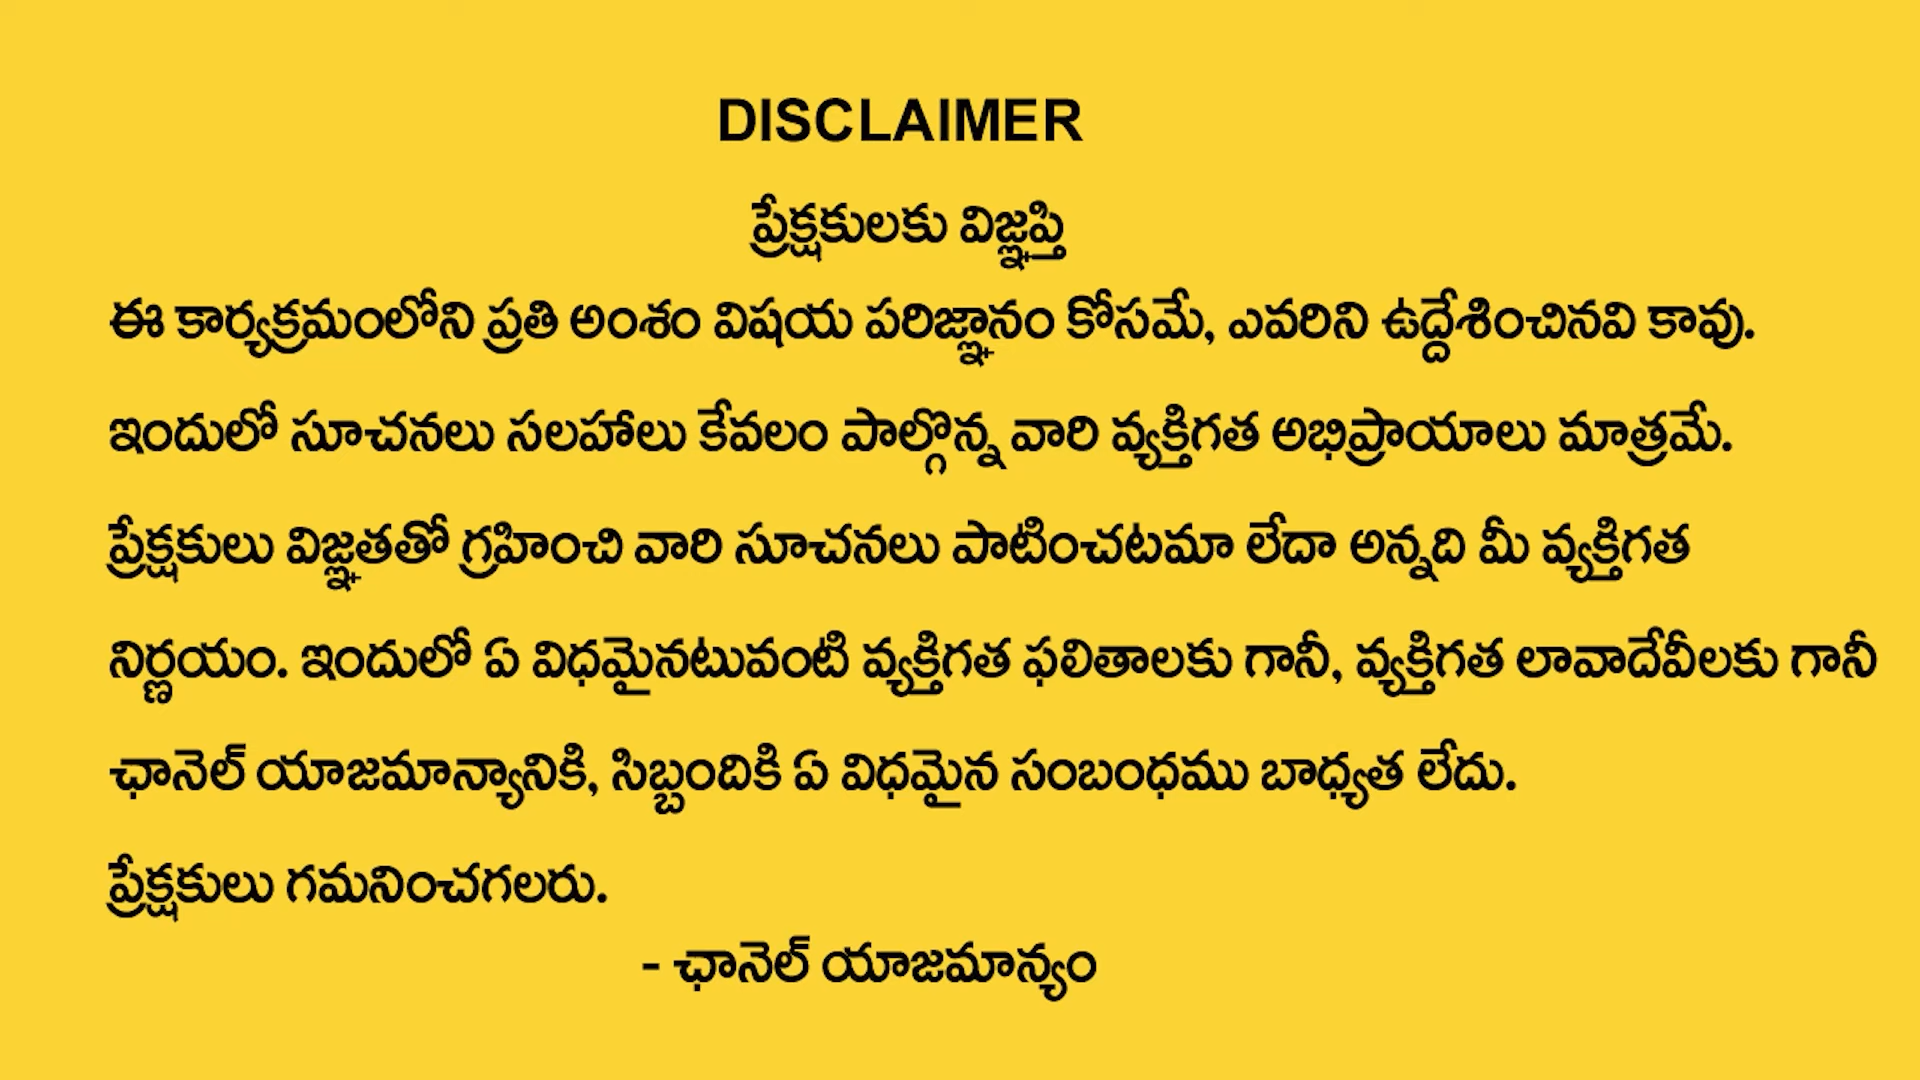 DISCLAIMER
ప్రేక్షకులకు విజ్ఞప్తి
ఈ కార్యక్రమంలోని ప్రతి అంశం విషయ పరిజ్ఞానం కోసమే, ఎవరిని ఉద్దేశించినవి కావు.
ఇందులో సూచనలు సలహాలు కేవలం పాల్గొన్న వారి వ్యక్తిగత అభిప్రాయాలు మాత్రమే.
ప్రేక్షకులు విజ్ఞతతో గ్రహించి వారి సూచనలు పాటించటమా లేదా అన్నది మీ వ్యక్తిగత
నిర్ణయం. ఇందులో ఏ విధమైనటువంటి వ్యక్తిగత ఫలితాలకు గానీ, వ్యక్తిగత లావాదేవీలకు గానీ
ఛానెల్ యాజమాన్యానికి, సిబ్బందికి ఏ విధమైన సంబంధము బాధ్యత లేదు.
ప్రేక్షకులు గమనించగలరు.
- ఛానెల్ యాజమాన్యం